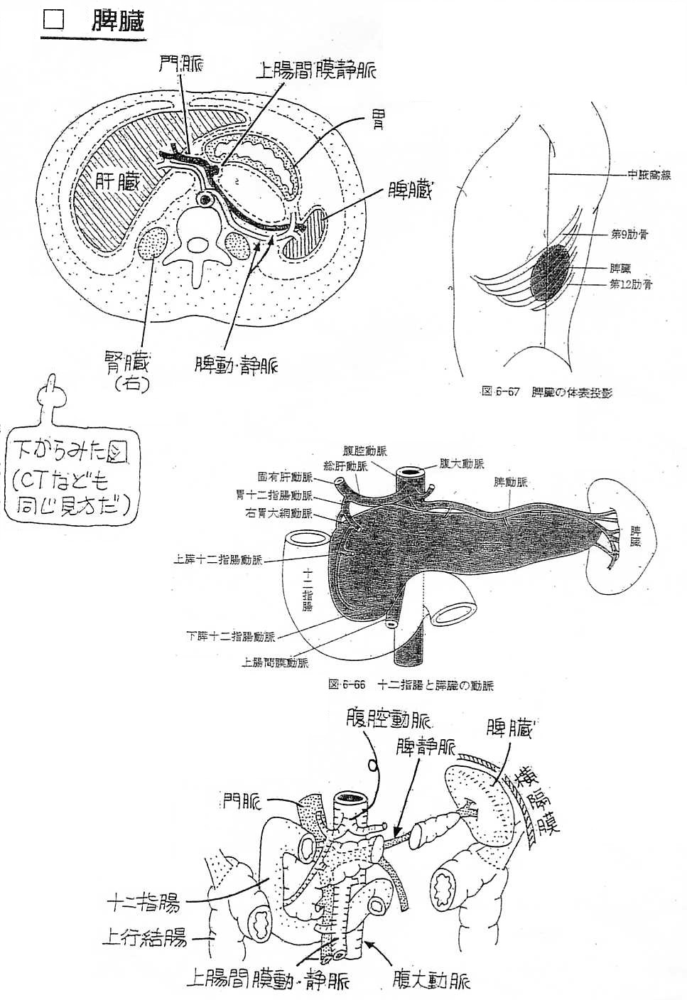 □ 脾臓
門脈
上腸間膜静脈
胃
肝臓
脾臓
腎臓
(右)
脾動・静脈
中腋窩線
第9肋骨
脾臓
第12肋骨
図6-67 脾臓の体表投影
下からみた図
(CTなども
同じ見方だ)
腹腔動脈
総肝動脈
腹大動脈
固有肝動脈
脾動脈
胃十二指腸動脈
右胃大網動脈
脾臓
上膵十二指腸動脈
十二指腸
下膵十二指腸動脈
上腸間膜動脈
図6-66 十二指腸と膵臓の動脈
腹腔動脈
脾臓
脾静脈
横隔膜
門脈
十二指腸
上行結腸
上腸間膜動・静脈
腹大動脈